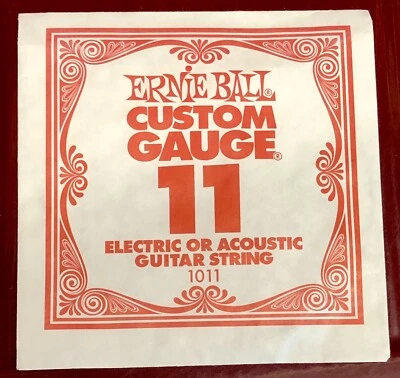 ERNIE BALL®
CUSTOM
GAUGE®
11
ELECTRIC OR ACOUSTIC
GUITAR STRING
1011